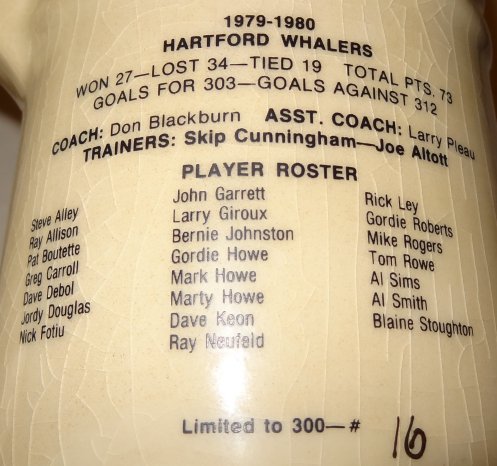 1979-1980
HARTFORD WHALERS
WON 27—LOST 34—TIED 19 TOTAL PTS. 73
GOALS FOR 303—GOALS AGAINST 312
COACH: Don Blackburn ASST. COACH: Larry Pleau
TRAINERS: Skip Cunningham—Joe Altott
PLAYER ROSTER
Steve Alley
Ray Allison
Pat Boutette
Greg Carroll
Dave Debol
Jordy Douglas
Nick Fotiu
John Garrett
Larry Giroux
Bernie Johnston
Gordie Howe
Mark Howe
Marty Howe
Dave Keon
Ray Neufeld
Rick Ley
Gordie Roberts
Mike Rogers
Tom Rowe
Al Sims
Al Smith
Blaine Stoughton
Limited to 300—# 16